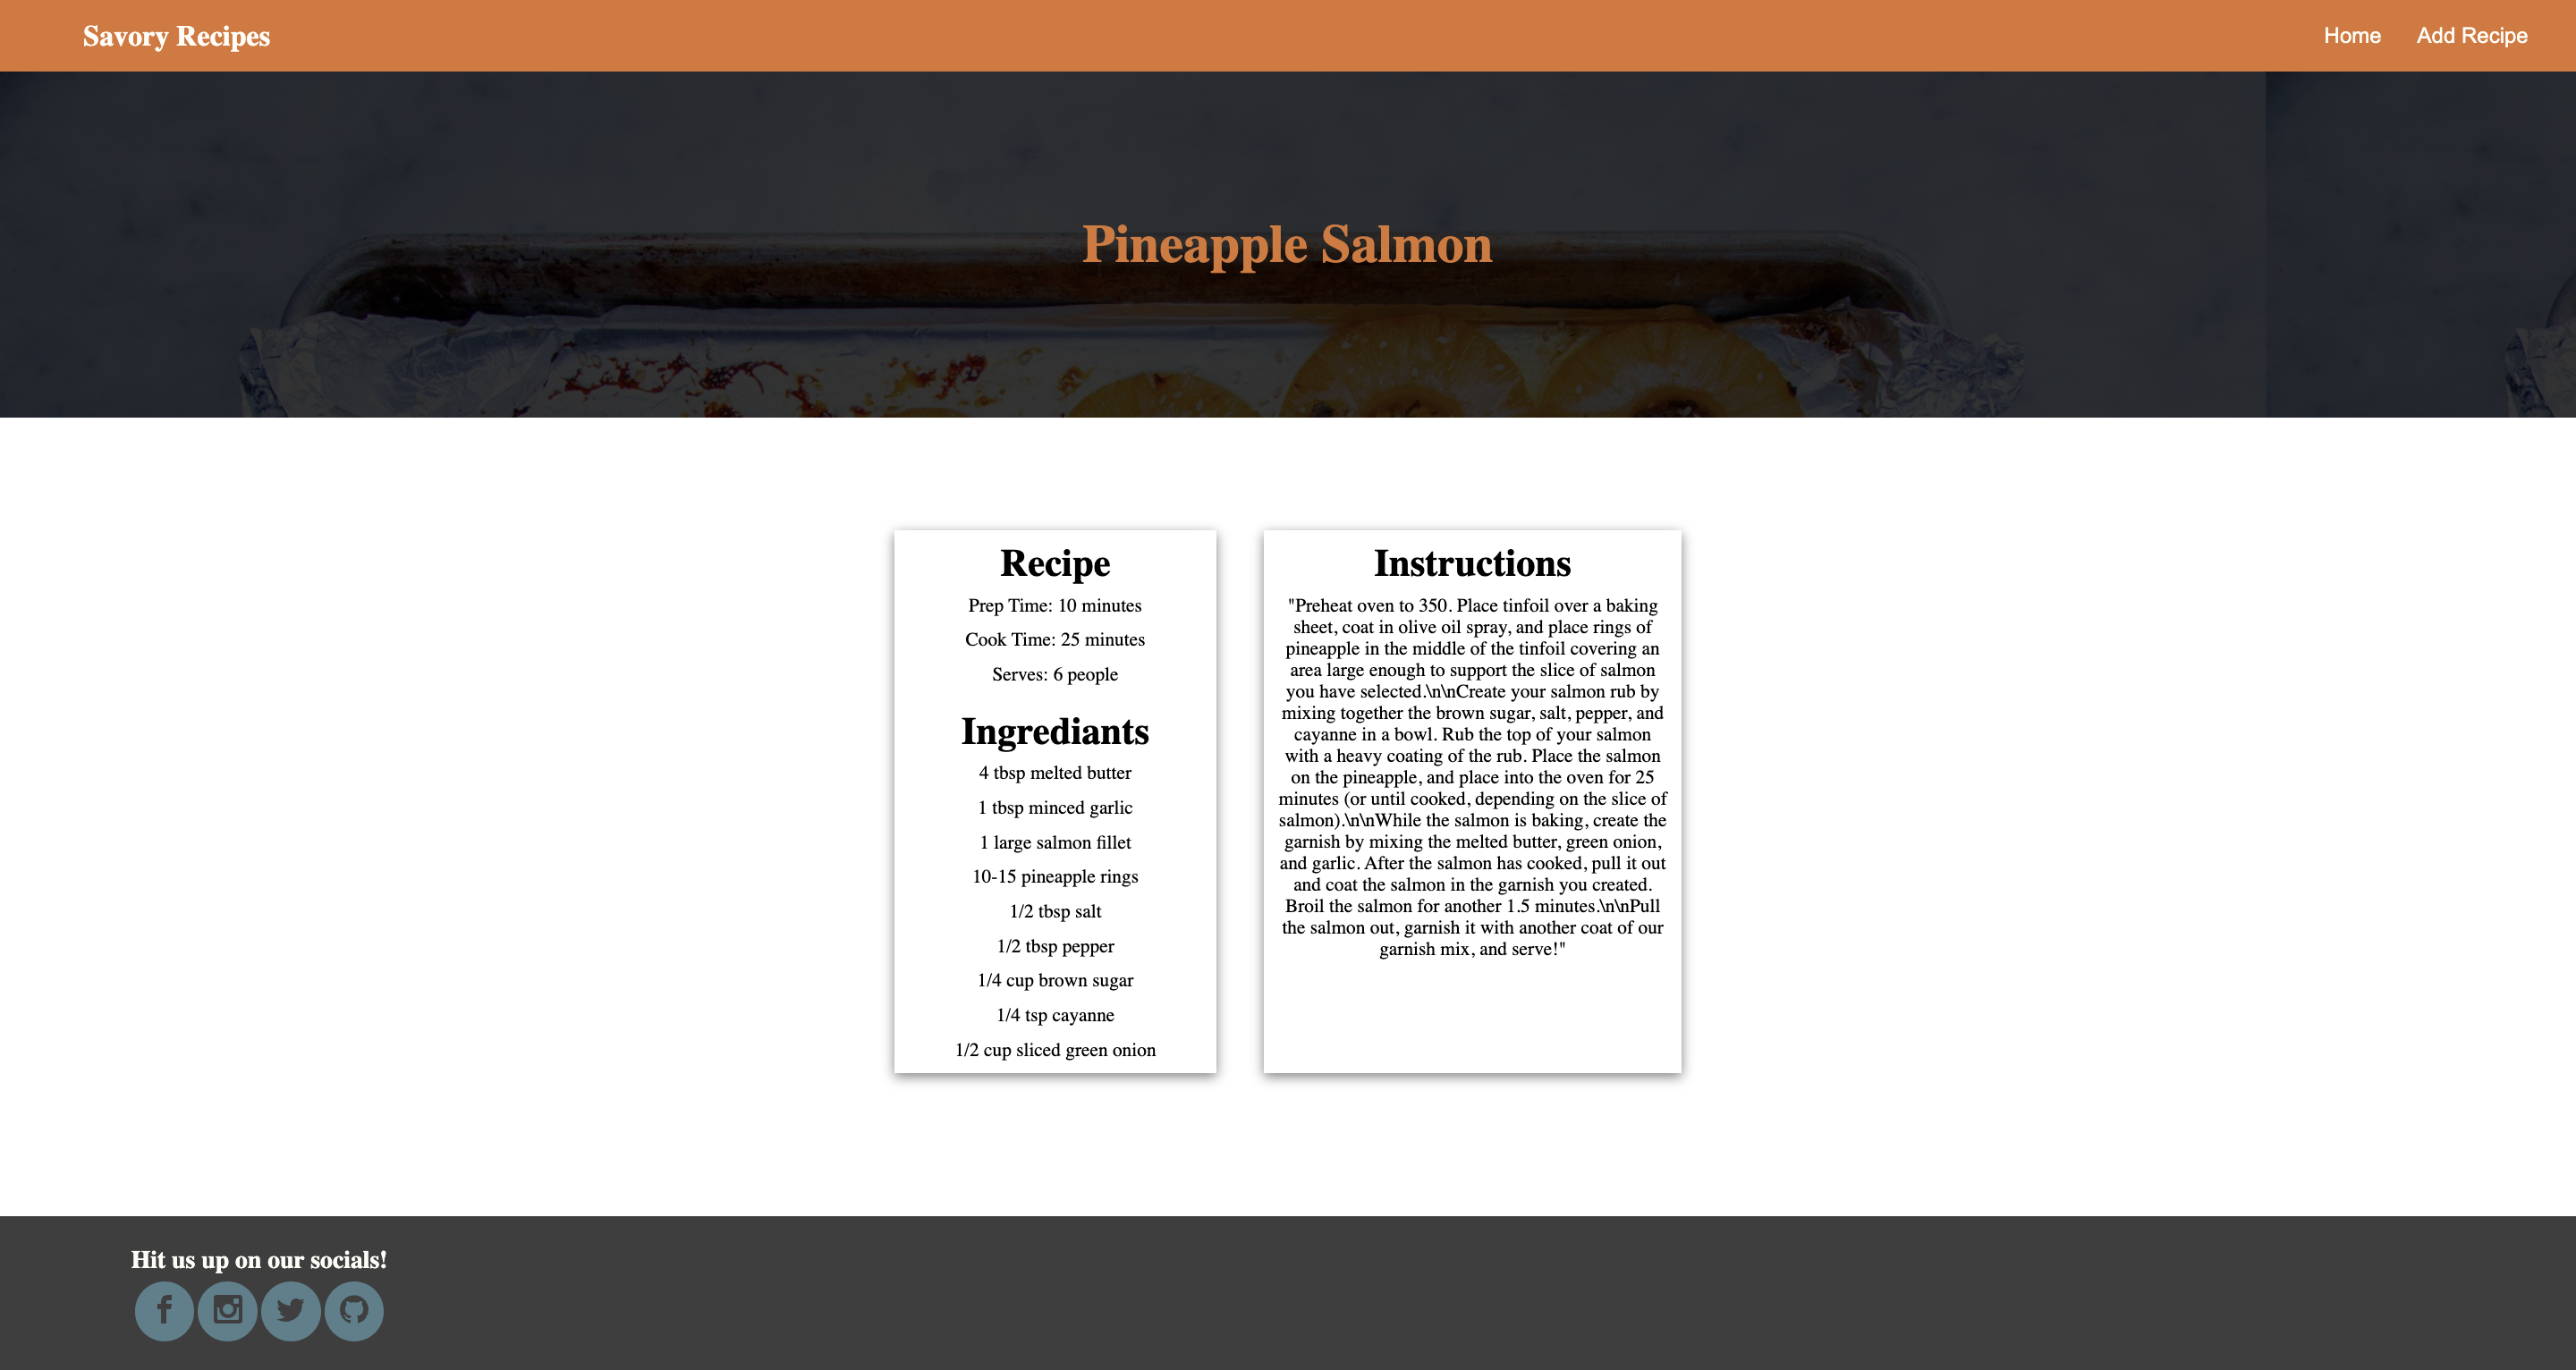 Savory Recipes
Home
Add Recipe
Pineapple Salmon
Recipe
Prep Time: 10 minutes
Cook Time: 25 minutes
Serves: 6 people
Ingrediants
4 tbsp melted butter
1 tbsp minced garlic
1 large salmon fillet
10-15 pineapple rings
1/2 tbsp salt
1/2 tbsp pepper
1/4 cup brown sugar
1/4 tsp cayanne
1/2 cup sliced green onion
Instructions
"Preheat oven to 350. Place tinfoil over a baking
sheet, coat in olive oil spray, and place rings of
pineapple in the middle of the tinfoil covering an
area large enough to support the slice of salmon
you have selected.\n\nCreate your salmon rub by
mixing together the brown sugar, salt, pepper, and
cayanne in a bowl. Rub the top of your salmon
with a heavy coating of the rub. Place the salmon
on the pineapple, and place into the oven for 25
minutes (or until cooked, depending on the slice of
salmon).\n\nWhile the salmon is baking, create the
garnish by mixing the melted butter, green onion,
and garlic. After the salmon has cooked, pull it out
and coat the salmon in the garnish you created.
Broil the salmon for another 1.5 minutes.\n\nPull
the salmon out, garnish it with another coat of our
garnish mix, and serve!"
Hit us up on our socials!